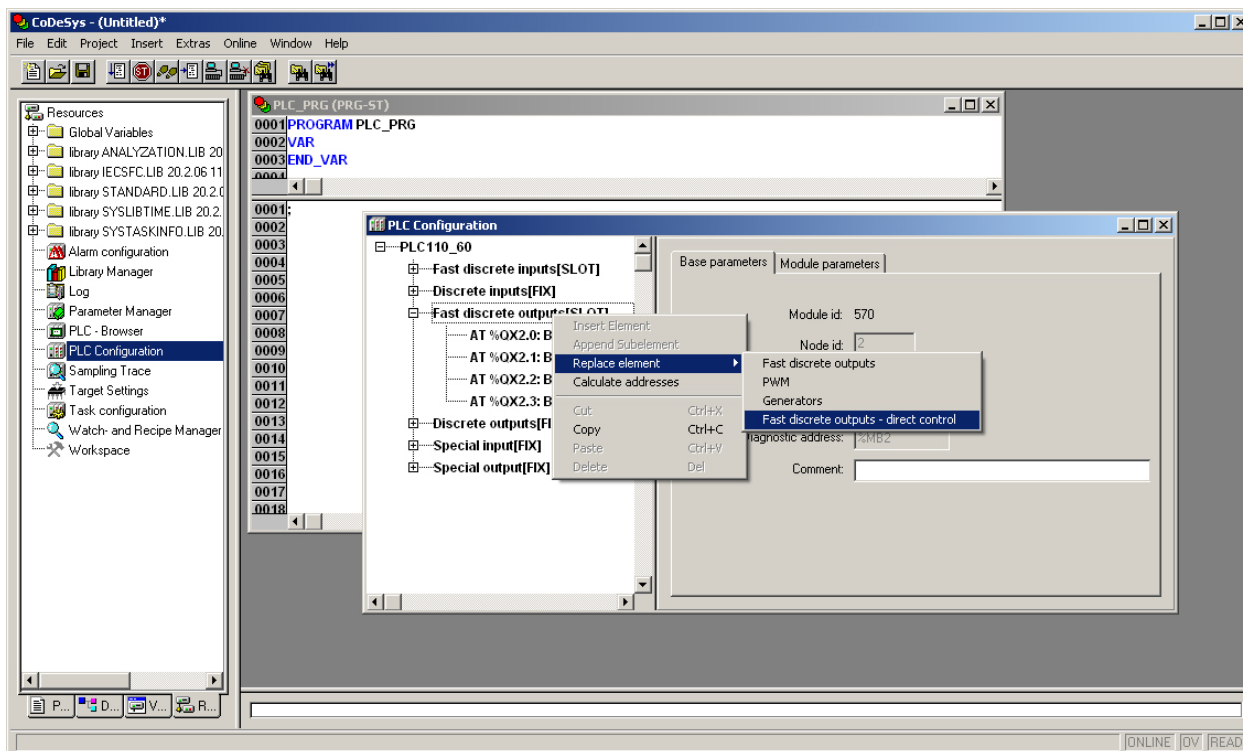 CoDeSys - (Untitled)*
File Edit Project Insert Extras Online Window Help
Resources
Global Variables
library ANALYZATION.LIB 20
library IECSFC.LIB 20.2.06 11
library STANDARD.LIB 20.2.0
library SYSLIBTIME.LIB 20.2.
library SYSTASKINFO.LIB 20.
Alarm configuration
Library Manager
Log
Parameter Manager
PLC - Browser
PLC Configuration
Sampling Trace
Target Settings
Task configuration
Watch- and Recipe Manager
Workspace
P... D... V... R...
PLC_PRG (PRG-ST)
0001 PROGRAM PLC_PRG
0002 VAR
0003 END_VAR
0004
0001 ;
0002
0003
0004
0005
0006
0007
0008
0009
0010
0011
0012
0013
0014
0015
0016
0017
0018
PLC Configuration
PLC110_60
Fast discrete inputs[SLOT]
Discrete inputs[FIX]
Fast discrete outputs[SLOT]
AT %QX2.0: B
AT %QX2.1: B
AT %QX2.2: B
AT %QX2.3: B
Discrete outputs[FI
Special input[FIX]
Special output[FIX]
Insert Element
Append Subelement
Replace element
Calculate addresses
Cut Ctrl+X
Copy Ctrl+C
Paste Ctrl+V
Delete Del
Fast discrete outputs
PWM
Generators
Fast discrete outputs - direct control
Base parameters Module parameters
Module id: 570
Node id: 2
Diagnostic address: %MB2
Comment:
ONLINE OV READ